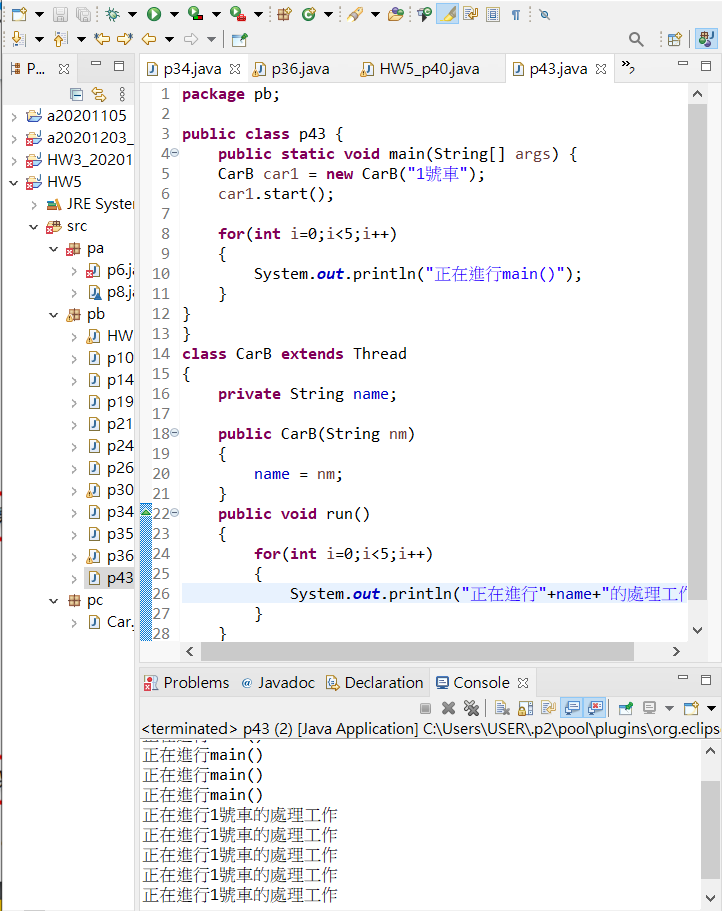 P...
p34.java
p36.java
HW5_p40.java
p43.java
»2
a20201105
a20201203_
HW3_20201
HW5
JRE Syster
src
pa
p6.ja
p8.ja
pb
HW
p10
p14
p19
p21
p24
p26
p30
p34
p35
p36
p43
pc
Car.
1 package pb;
2
3 public class p43 {
4 public static void main(String[] args) {
5 CarB car1 = new CarB("1號車");
6 car1.start();
7
8 for(int i=0;i<5;i++)
9 {
10 System.out.println("正在進行main()");
11 }
12 }
13 }
14 class CarB extends Thread
15 {
16 private String name;
17
18 public CarB(String nm)
19 {
20 name = nm;
21 }
22 public void run()
23 {
24 for(int i=0;i<5;i++)
25 {
26 System.out.println("正在進行"+name+"的處理工作
27 }
28 }
Problems @ Javadoc Declaration Console
<terminated> p43 (2) [Java Application] C:\Users\USER\.p2\pool\plugins\org.eclips
正在進行main()
正在進行main()
正在進行main()
正在進行1號車的處理工作
正在進行1號車的處理工作
正在進行1號車的處理工作
正在進行1號車的處理工作
正在進行1號車的處理工作